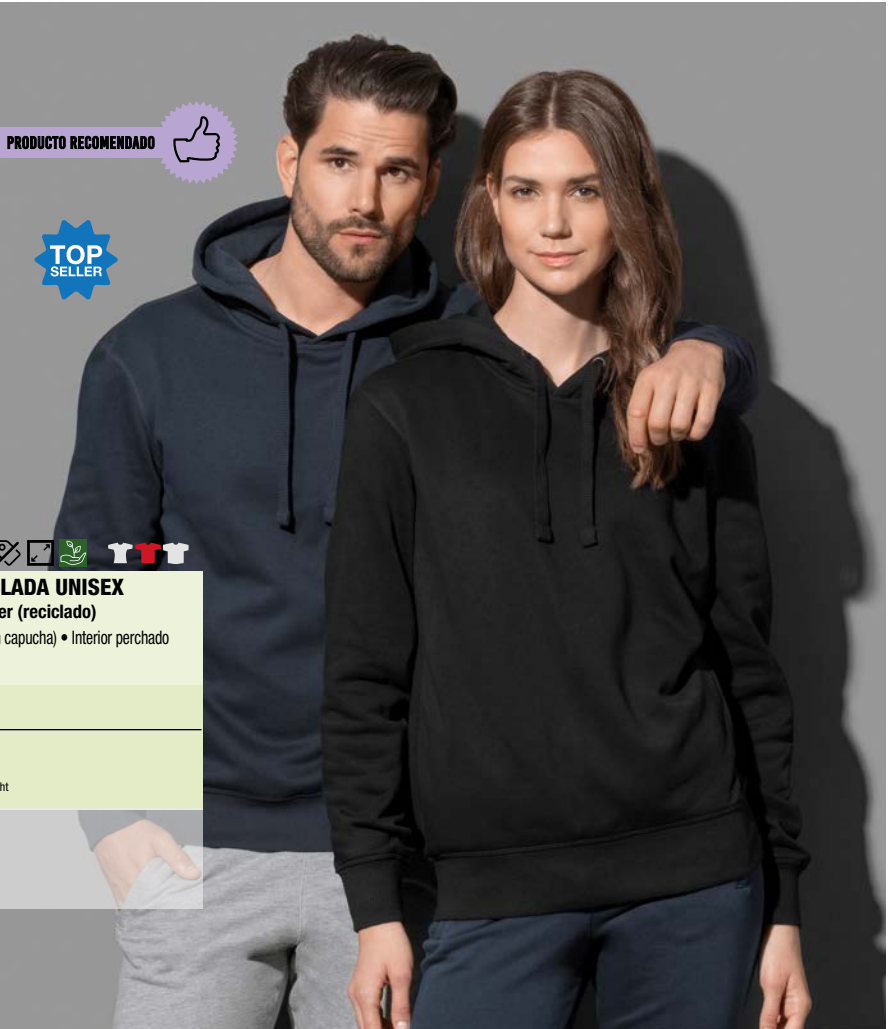 PRODUCTO RECOMENDADO
TOP
SELLER
LADA UNISEX
er (reciclado)
capucha) • Interior perchado
ht